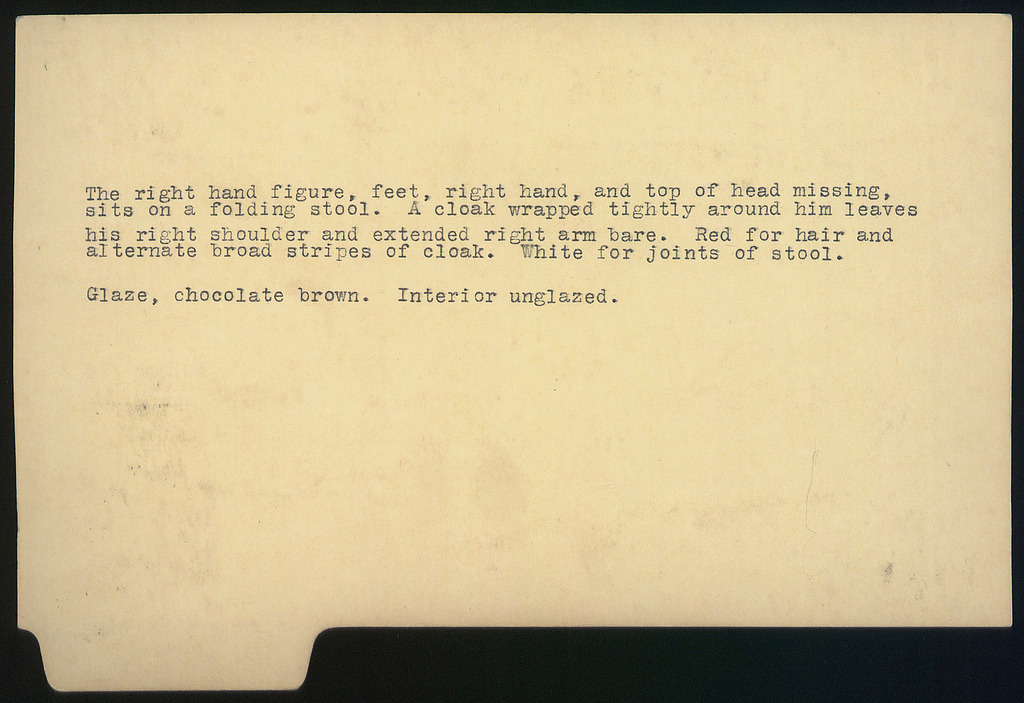 The right hand figure, feet, right hand, and top of head missing,
sits on a folding stool. A cloak wrapped tightly around him leaves
his right shoulder and extended right arm bare. Red for hair and
alternate broad stripes of cloak. White for joints of stool.
Glaze, chocolate brown. Interior unglazed.